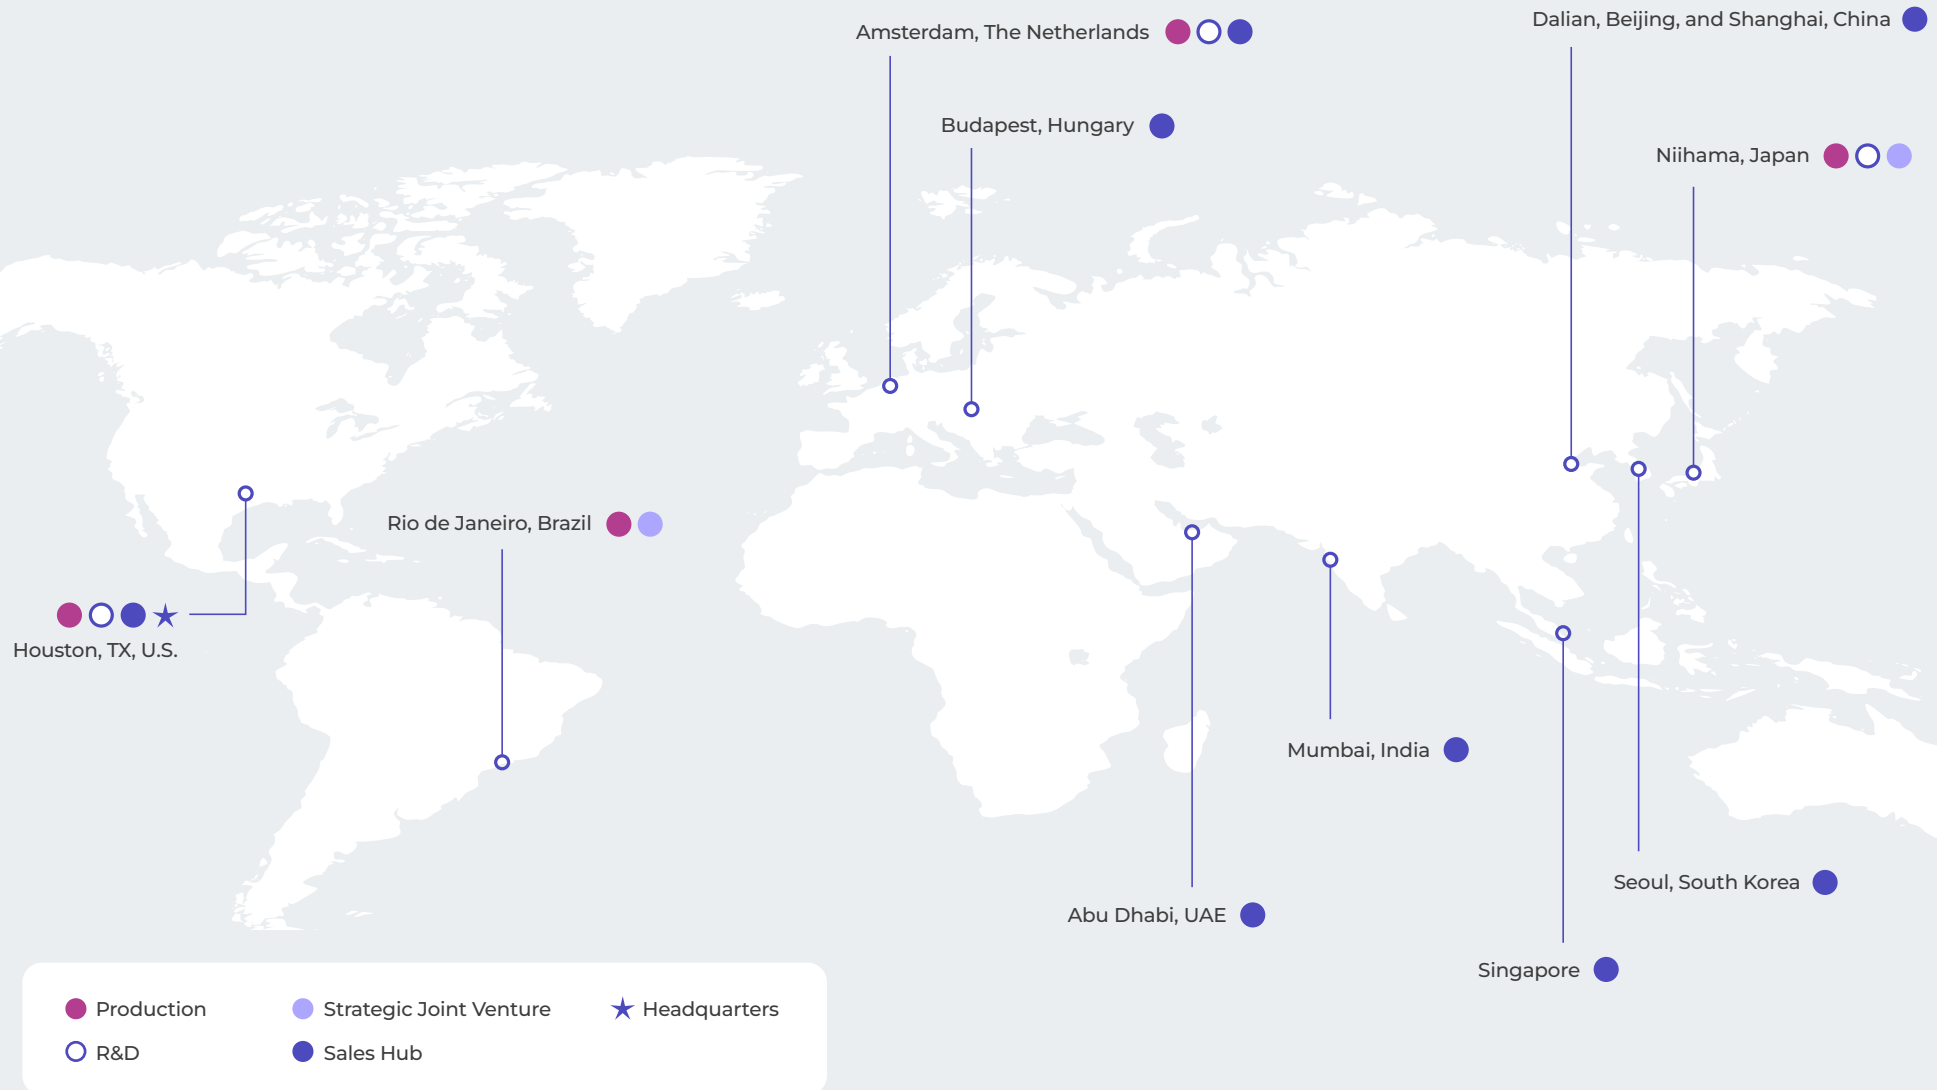 Dalian, Beijing, and Shanghai, China
Amsterdam, The Netherlands
Budapest, Hungary
Niihama, Japan
Rio de Janeiro, Brazil
Houston, TX, U.S.
Mumbai, India
Seoul, South Korea
Abu Dhabi, UAE
Singapore
Production
Strategic Joint Venture
Headquarters
R&D
Sales Hub